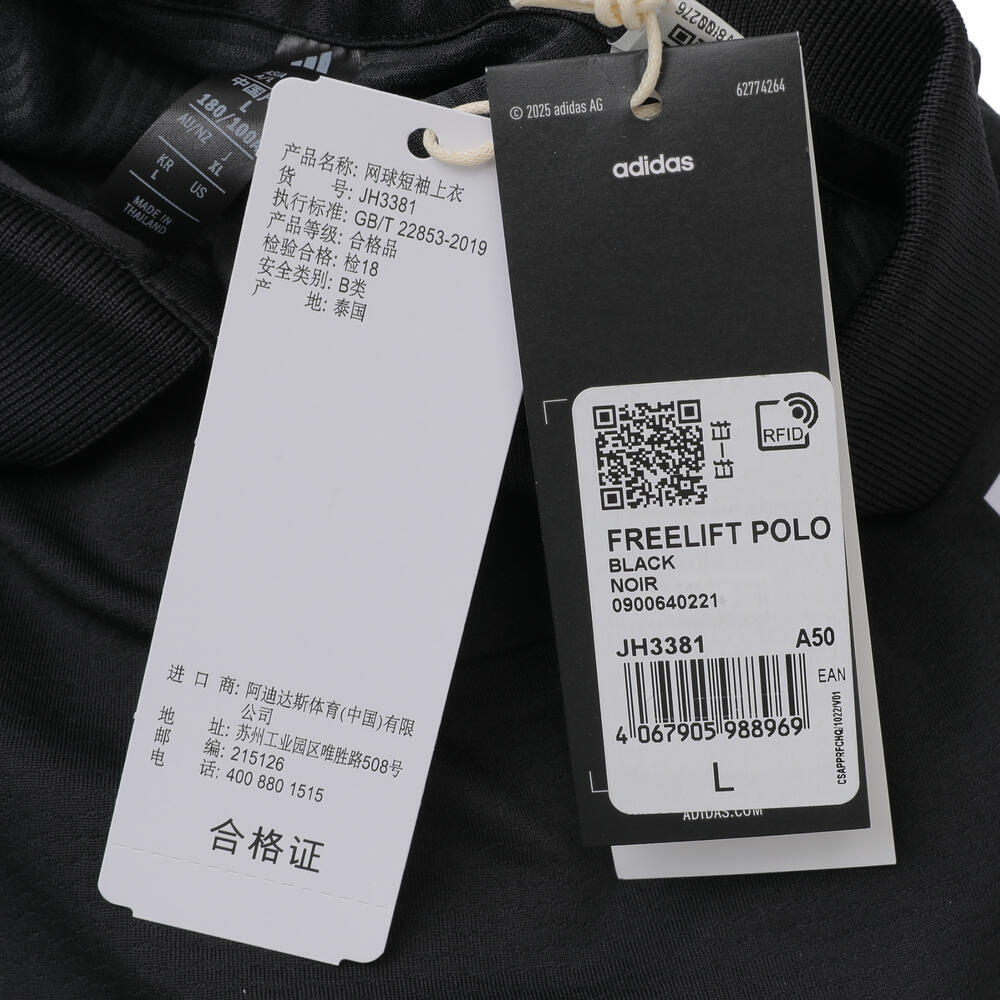 中国
L
180/100A
AU/NZ
J
XL
KR
L
US
MADE IN
THAILAND
产品名称: 网球短袖上衣
货 号: JH3381
执行标准: GB/T 22853-2019
产品等级: 合格品
检验合格: 检18
安全类别: B类
产 地: 泰国
进 口 商: 阿迪达斯体育(中国)有限
公司
地 址: 苏州工业园区唯胜路508号
邮 编: 215126
电 话: 400 880 1515
合格证
© 2025 adidas AG
62774264
adidas
RFID
FREELIFT POLO
BLACK
NOIR
0900640221
JH3381
A50
EAN
4 067905 988969
CSAPPRFCHQ/1022/V01
L
ADIDAS.COM